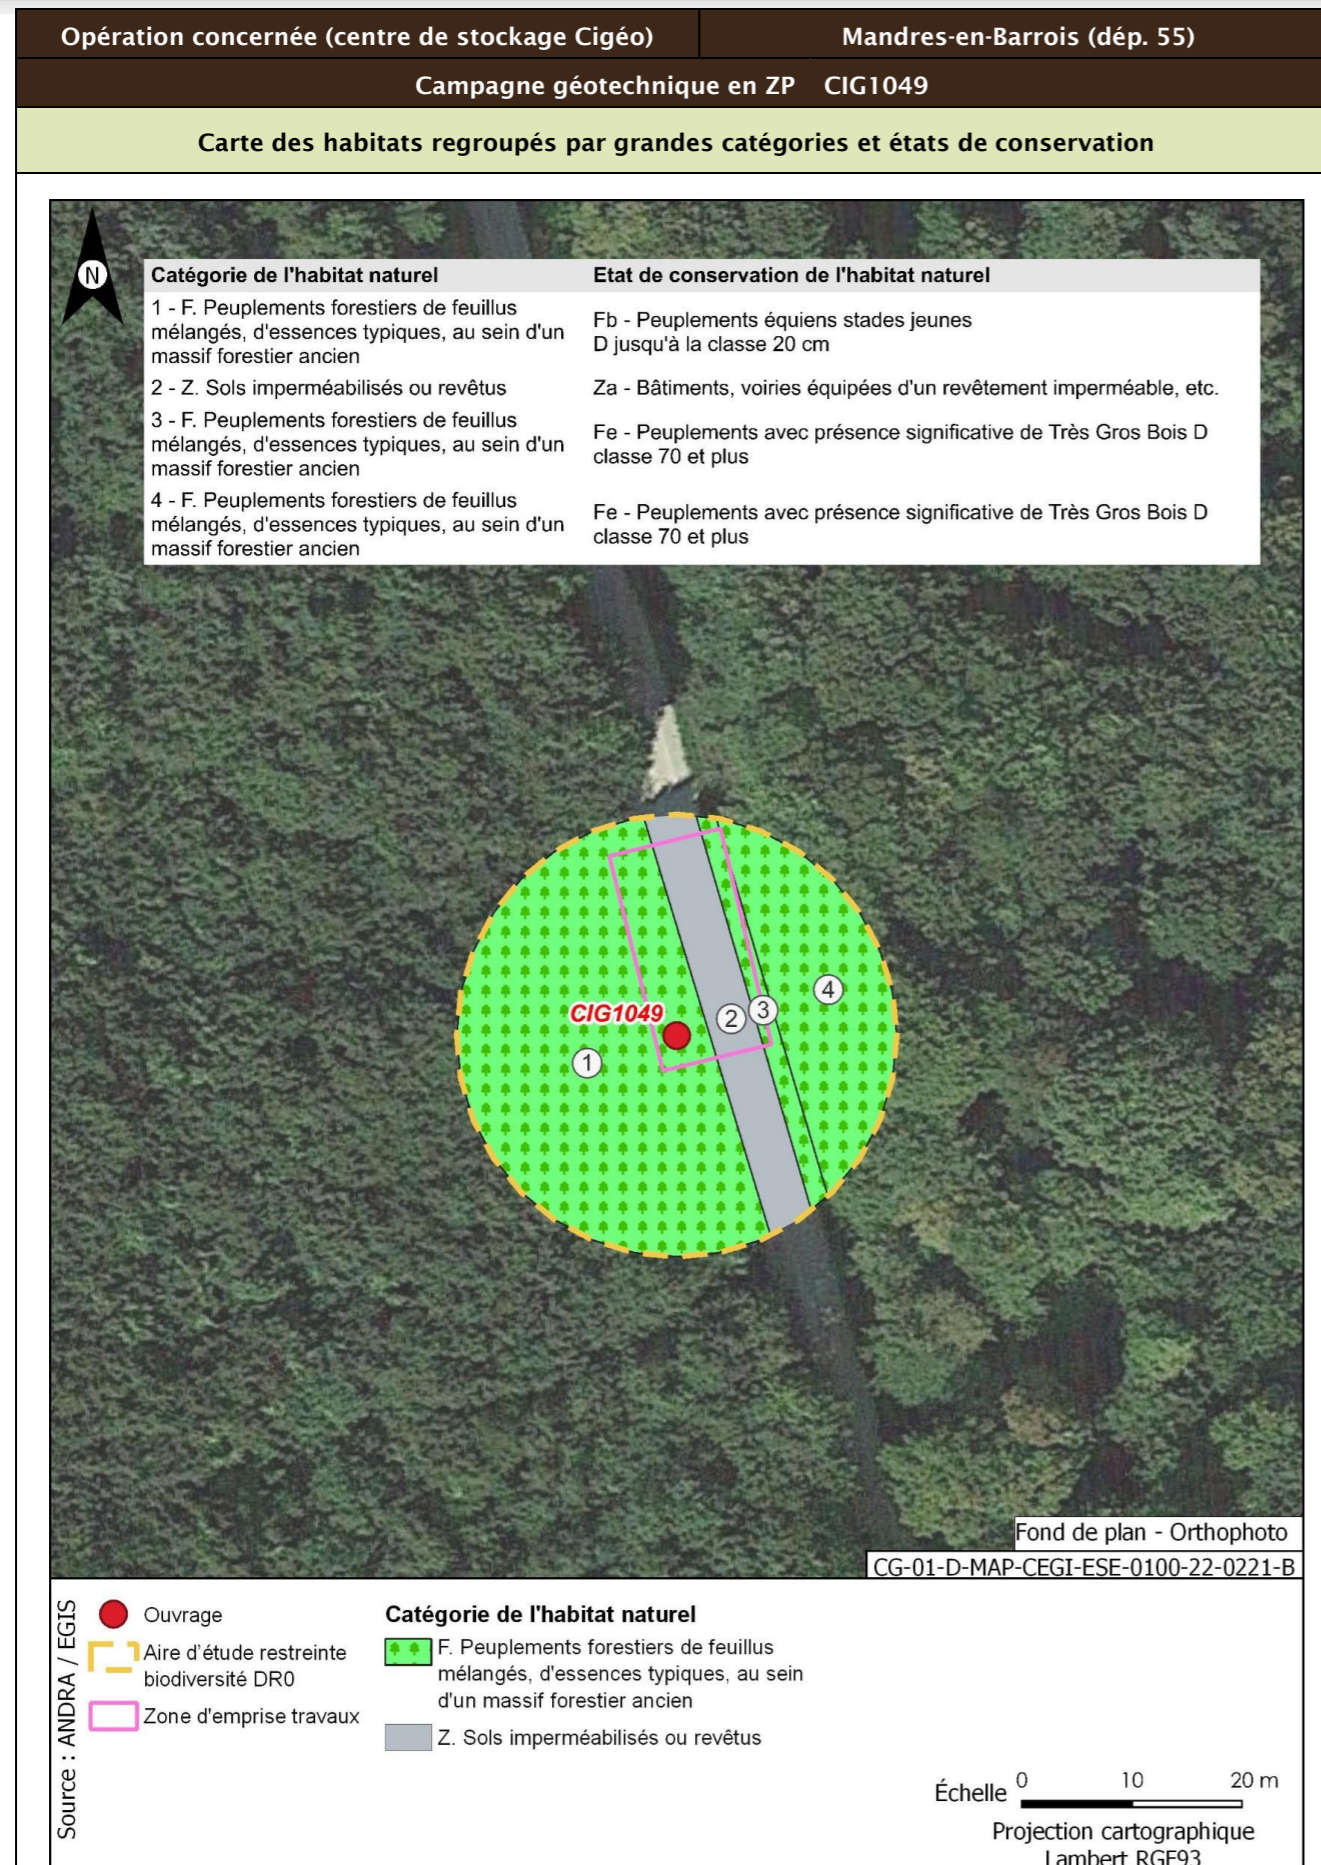 Opération concernée (centre de stockage Cigéo)
Mandres-en-Barrois (dép. 55)
Campagne géotechnique en ZP CIG1049
Carte des habitats regroupés par grandes catégories et états de conservation
N
Catégorie de l'habitat naturel
Etat de conservation de l'habitat naturel
1 - F. Peuplements forestiers de feuillus
mélangés, d'essences typiques, au sein d'un
massif forestier ancien
Fb - Peuplements équiens stades jeunes
D jusqu'à la classe 20 cm
2 - Z. Sols imperméabilisés ou revêtus
Za - Bâtiments, voiries équipées d'un revêtement imperméable, etc.
3 - F. Peuplements forestiers de feuillus
mélangés, d'essences typiques, au sein d'un
massif forestier ancien
Fe - Peuplements avec présence significative de Très Gros Bois D
classe 70 et plus
4 - F. Peuplements forestiers de feuillus
mélangés, d'essences typiques, au sein d'un
massif forestier ancien
Fe - Peuplements avec présence significative de Très Gros Bois D
classe 70 et plus
4
CIG1049
2
3
1
Fond de plan - Orthophoto
CG-01-D-MAP-CEGI-ESE-0100-22-0221-B
Source : ANDRA / EGIS
Ouvrage
Aire d'étude restreinte
biodiversité DR0
Zone d'emprise travaux
Catégorie de l'habitat naturel
F. Peuplements forestiers de feuillus
mélangés, d'essences typiques, au sein
d'un massif forestier ancien
Z. Sols imperméabilisés ou revêtus
Échelle 0 10 20 m
Projection cartographique
Lambert RGF93